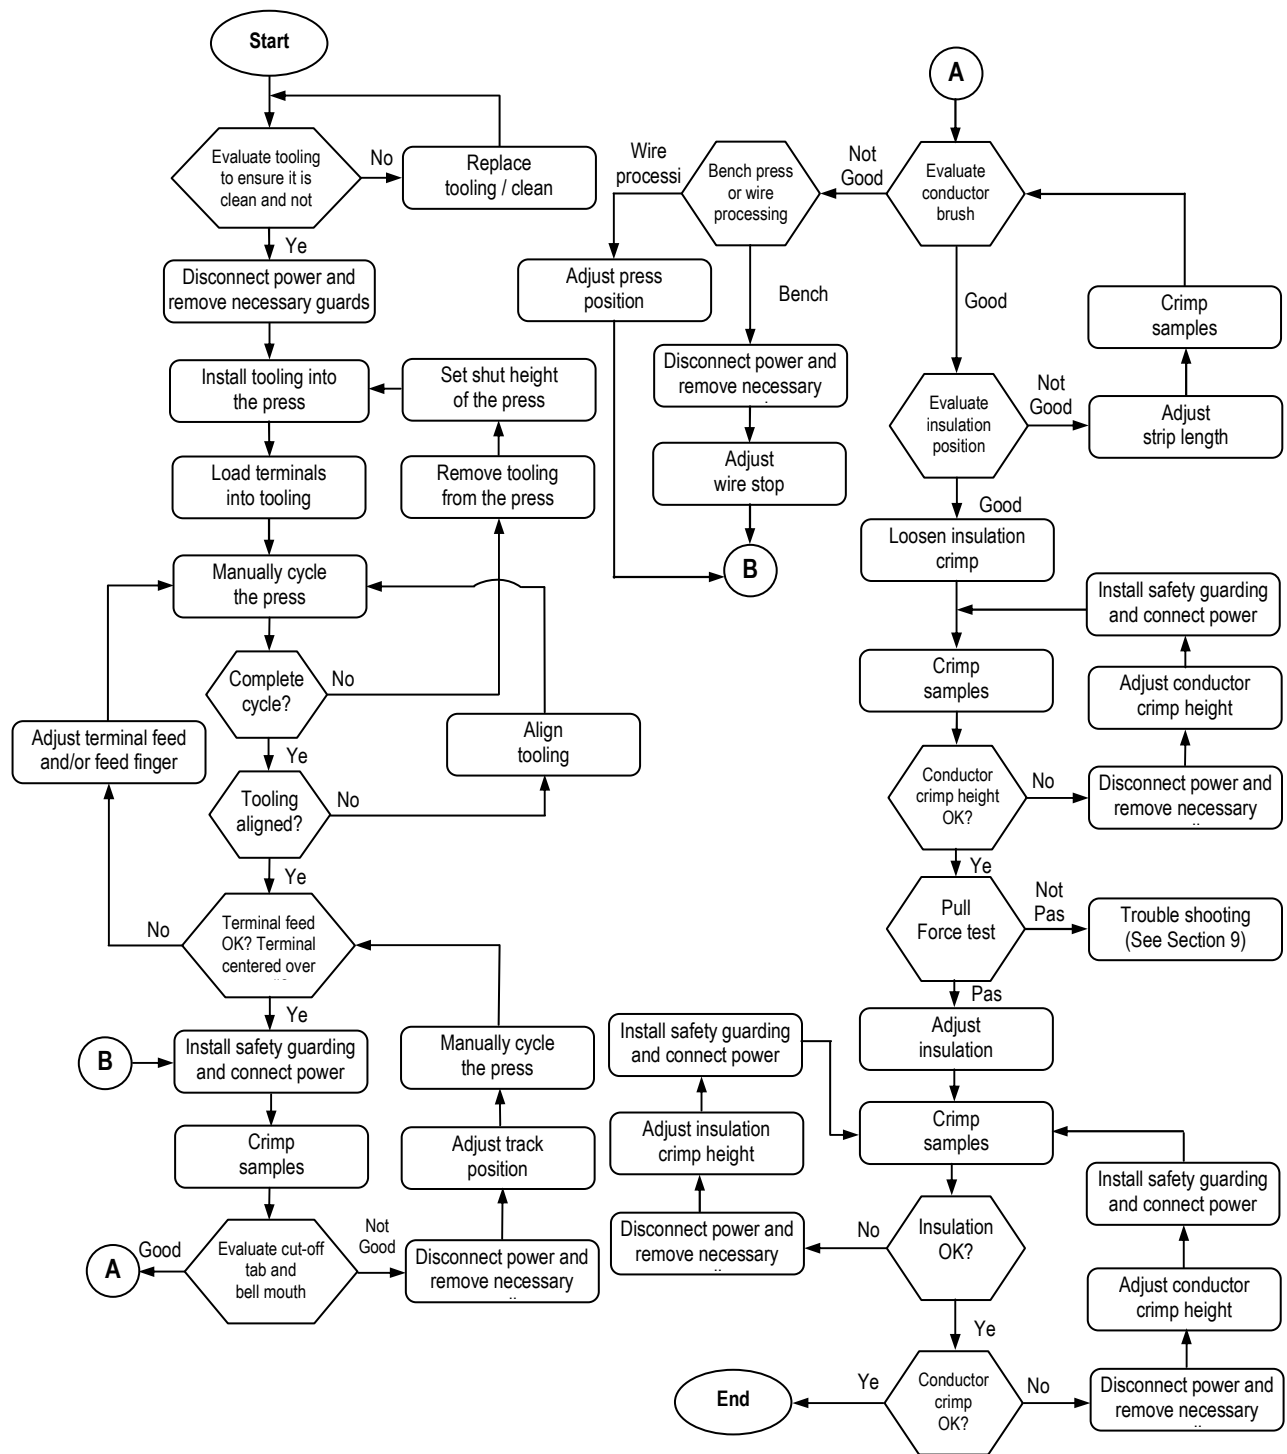 Start
Evaluate tooling
to ensure it is
clean and not
No
Replace
tooling / clean
Ye
Disconnect power and
remove necessary guards
Install tooling into
the press
Set shut height
of the press
Load terminals
into tooling
Remove tooling
from the press
Manually cycle
the press
Complete
cycle?
No
Ye
Adjust terminal feed
and/or feed finger
Align
tooling
Tooling
aligned?
No
Ye
Terminal feed
OK? Terminal
centered over
No
Ye
B
Install safety guarding
and connect power
Manually cycle
the press
Crimp
samples
Adjust track
position
Evaluate cut-off
tab and
bell mouth
Good
A
Not
Good
Disconnect power and
remove necessary
A
Evaluate
conductor
brush
Not
Good
Bench press
or wire
processing
Wire
processi
Adjust press
position
Bench
Disconnect power and
remove necessary
Adjust
wire stop
B
Good
Crimp
samples
Evaluate
insulation
position
Not
Good
Adjust
strip length
Good
Loosen insulation
crimp
Install safety guarding
and connect power
Crimp
samples
Adjust conductor
crimp height
Conductor
crimp height
OK?
No
Disconnect power and
remove necessary
Ye
Pull
Force test
Not
Pas
Trouble shooting
(See Section 9)
Pas
Adjust
insulation
Install safety guarding
and connect power
Crimp
samples
Adjust insulation
crimp height
Install safety guarding
and connect power
Insulation
OK?
No
Disconnect power and
remove necessary
Adjust conductor
crimp height
Ye
Conductor
crimp
OK?
Ye
End
No
Disconnect power and
remove necessary